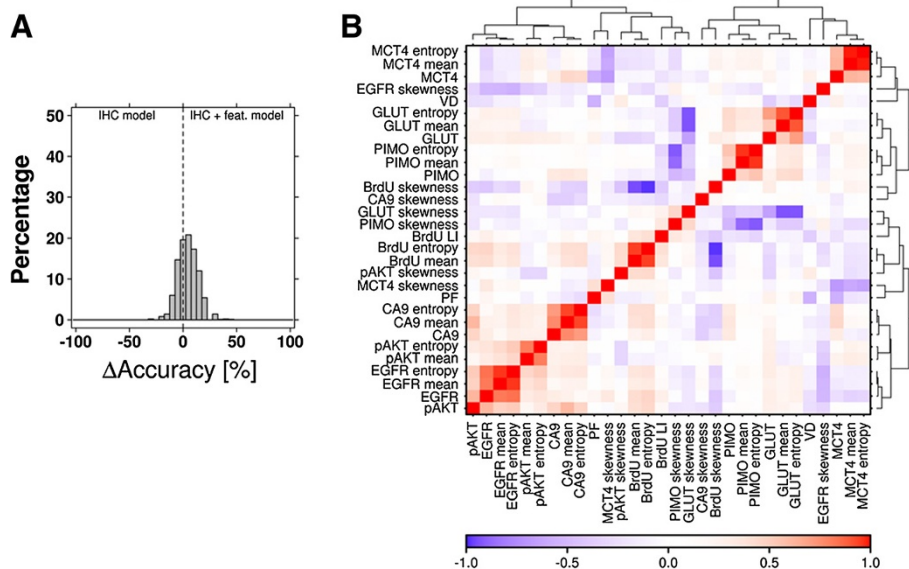 A
B
IHC model
IHC + feat. model
Percentage
50
40
30
20
10
0
-100
-50
0
50
100
ΔAccuracy [%]
MCT4 entropy
MCT4 mean
MCT4
EGFR skewness
VD
GLUT entropy
GLUT mean
GLUT
PIMO entropy
PIMO mean
PIMO
BrdU skewness
CA9 skewness
GLUT skewness
PIMO skewness
BrdU LI
BrdU entropy
BrdU mean
pAKT skewness
MCT4 skewness
PF
CA9 entropy
CA9 mean
CA9
pAKT entropy
pAKT mean
EGFR entropy
EGFR mean
EGFR
pAKT
pAKT
EGFR
EGFR mean
EGFR entropy
pAKT mean
pAKT entropy
CA9
CA9 mean
CA9 entropy
PF
MCT4 skewness
pAKT skewness
BrdU mean
BrdU entropy
BrdU LI
PIMO skewness
GLUT skewness
CA9 skewness
BrdU skewness
PIMO
PIMO mean
PIMO entropy
GLUT
GLUT mean
GLUT entropy
VD
EGFR skewness
MCT4
MCT4 mean
MCT4 entropy
-1.0
-0.5
0.0
0.5
1.0